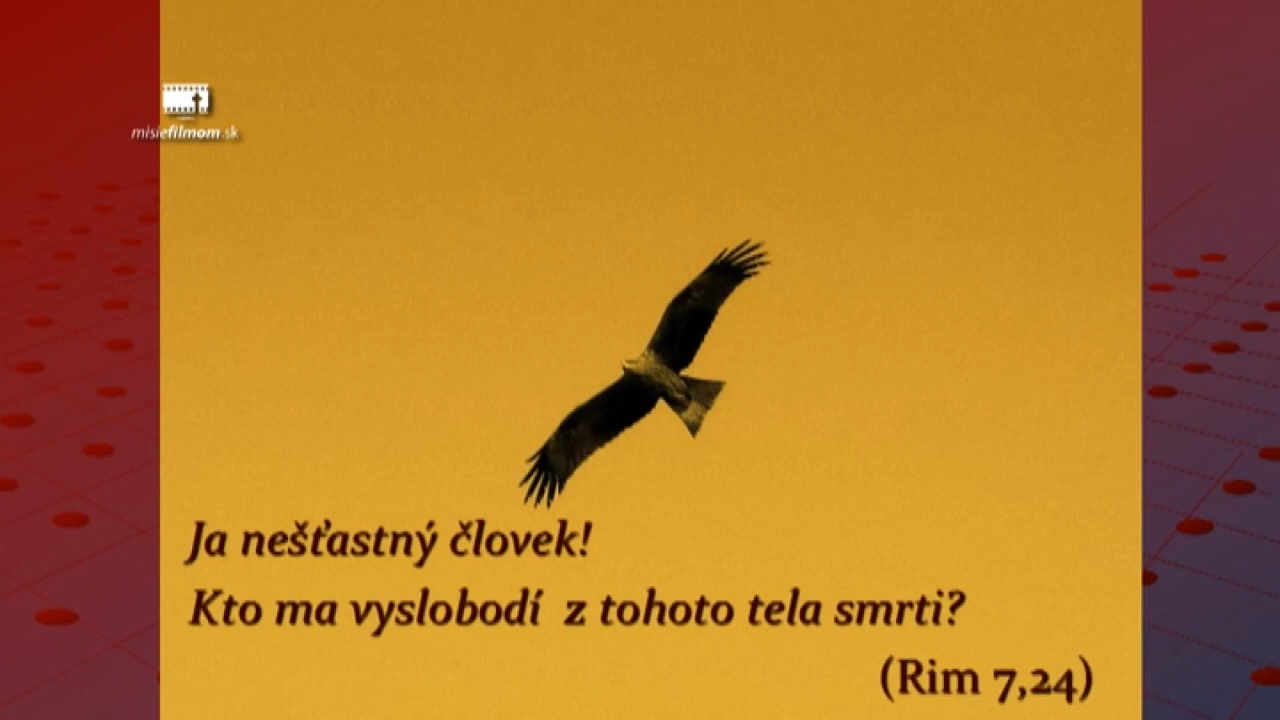 misiefilmom.sk
Ja nešťastný človek!
Kto ma vyslobodí z tohoto tela smrti?
(Rim 7,24)